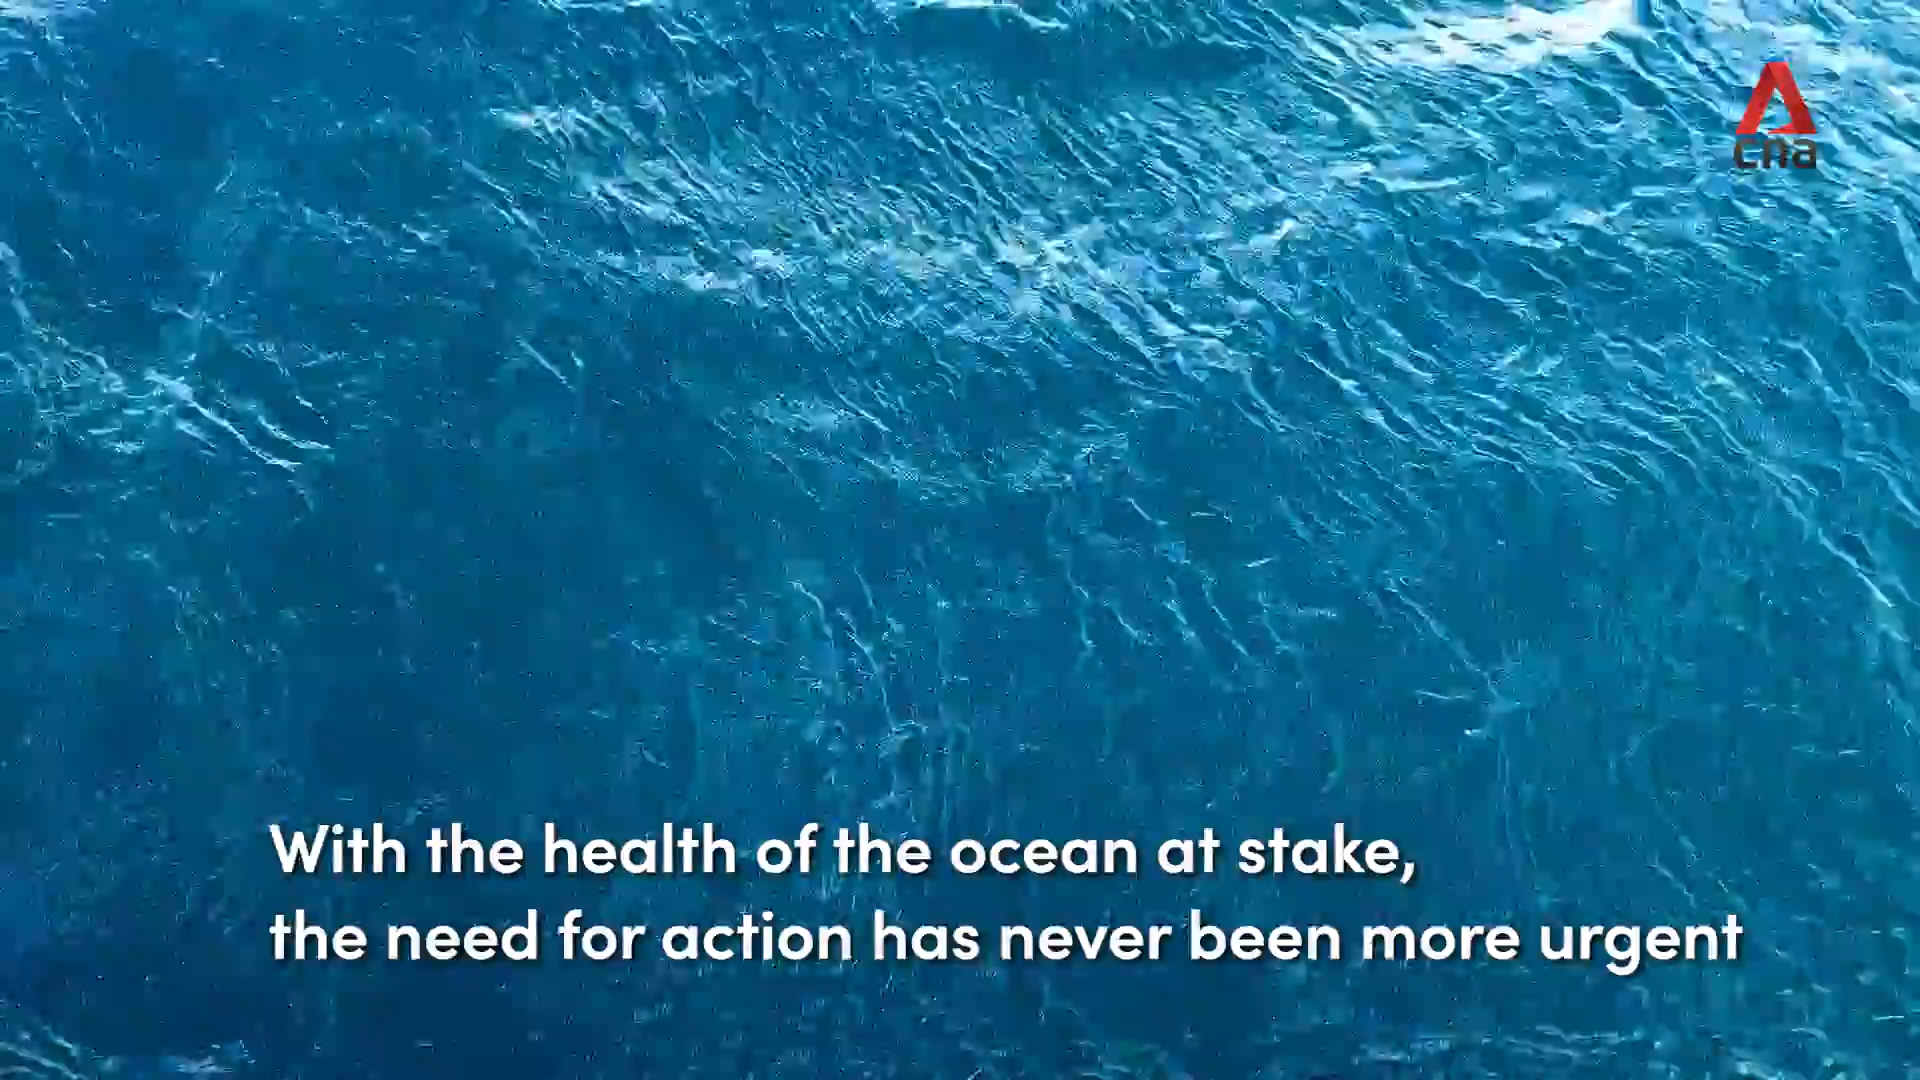 cna
With the health of the ocean at stake,
the need for action has never been more urgent